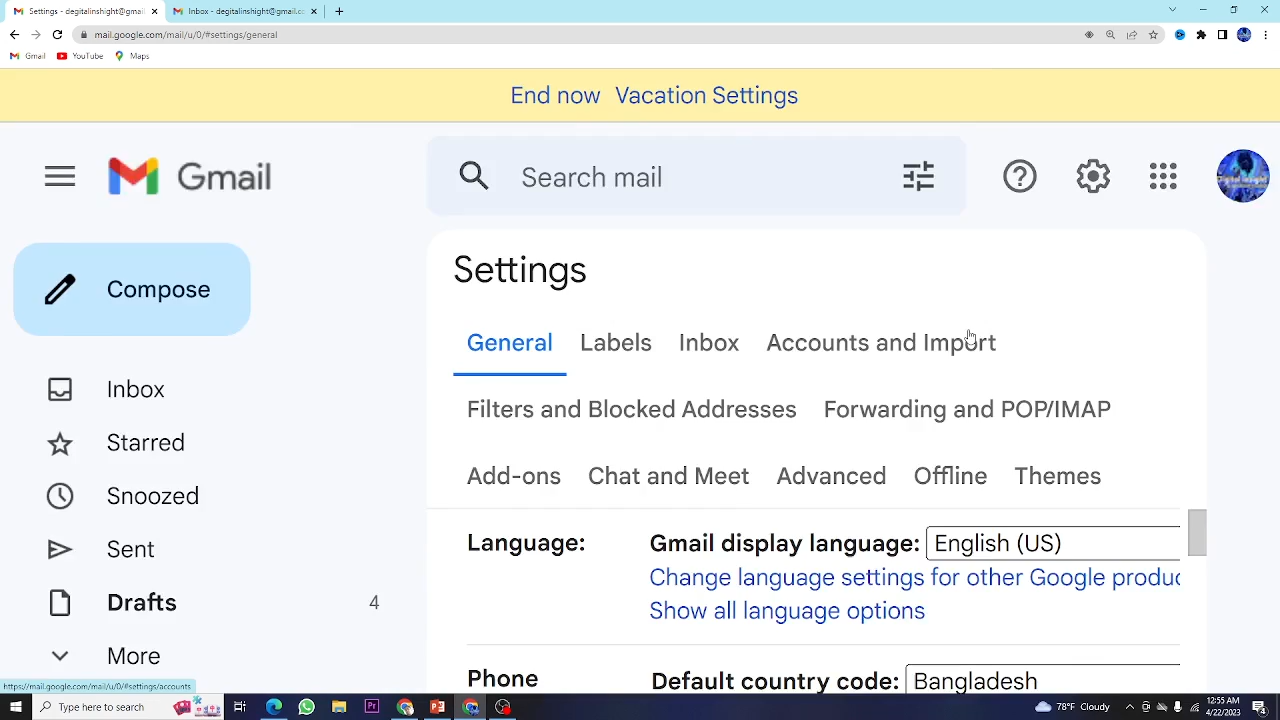 Settings - degitalinshight@gmail
Inbox - degitalinsight@gmail.cc
mail.google.com/mail/u/0/#settings/general
Gmail YouTube Maps
End now Vacation Settings
Gmail
Search mail
Compose
Inbox
Starred
Snoozed
Sent
Drafts 4
More
Settings
General Labels Inbox Accounts and Import
Filters and Blocked Addresses Forwarding and POP/IMAP
Add-ons Chat and Meet Advanced Offline Themes
Language: Gmail display language: English (US)
Change language settings for other Google produc
Show all language options
Phone Default country code: Bangladesh
https://mail.google.com/mail/u/0/#settings/accounts
Type here to search
78°F Cloudy
12:55 AM
4/22/2023